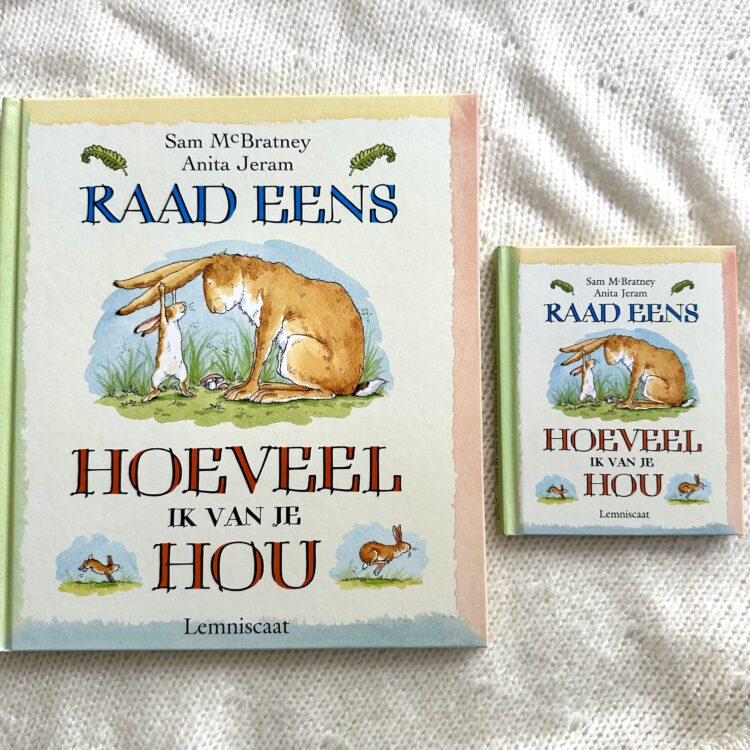 Sam McBratney
Anita Jeram
RAAD EENS
HOEVEEL
IK VAN JE
HOU
Lemniscaat
Sam McBratney
Anita Jeram
RAAD EENS
HOEVEEL
IK VAN JE
HOU
Lemniscaat